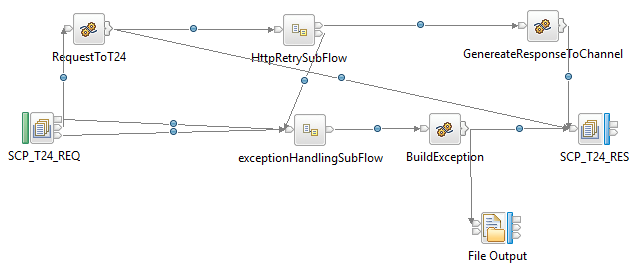 RequestToT24
HttpRetrySubFlow
GenereateResponseToChannel
SCP_T24_REQ
exceptionHandlingSubFlow
BuildException
SCP_T24_RES
File Output